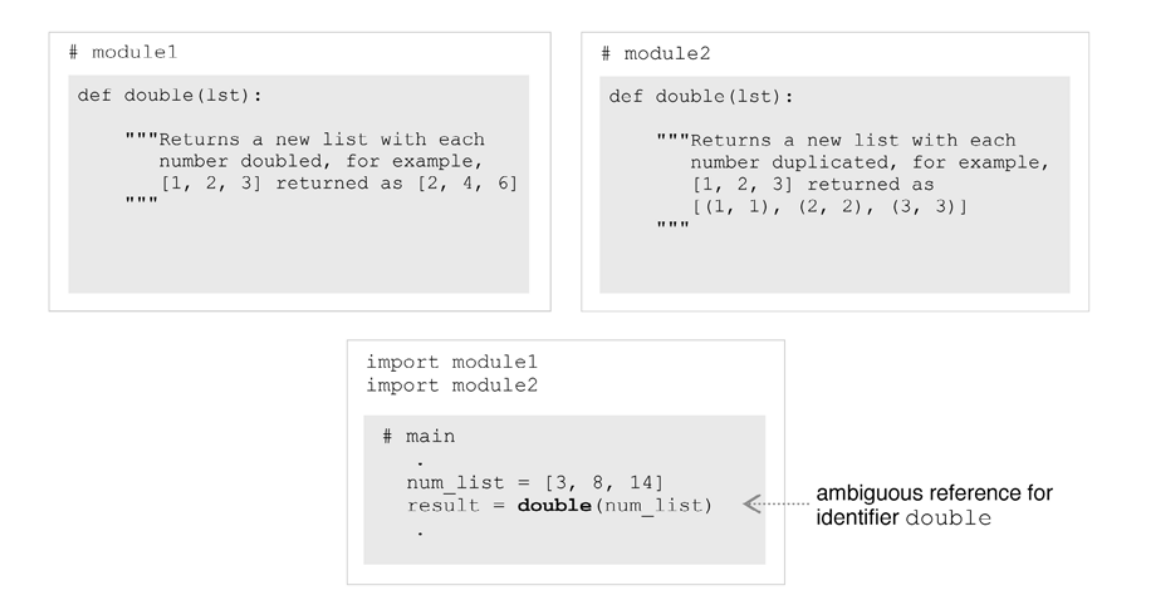 # module1
def double(lst):
"""Returns a new list with each
number doubled, for example,
[1, 2, 3] returned as [2, 4, 6]
"""
# module2
def double(lst):
"""Returns a new list with each
number duplicated, for example,
[1, 2, 3] returned as
[(1, 1), (2, 2), (3, 3)]
"""
import module1
import module2
# main
.
num_list = [3, 8, 14]
result = double(num_list)
.
ambiguous reference for
identifier double